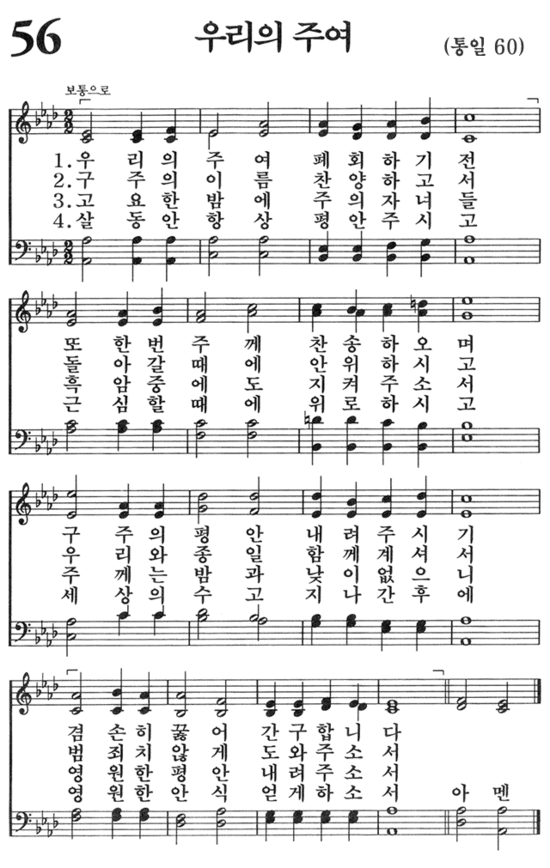 56 우리의 주여 (통일 60)
보통으로
1. 우 리 의 주 여 폐 회 하 기 전
2. 구 주 의 이 름 찬 양 하 고 서
3. 고 요 한 밤 에 주 의 자 녀 들
4. 살 동 안 항 상 평 안 주 시 고
또 한 번 주 께 찬 송 하 오 며
돌 아 갈 때 에 안 위 하 시 고
흑 암 중 에 도 지 켜 주 소 서
근 심 할 때 에 위 로 하 시 고
구 주 의 평 안 내 려 주 시 기
우 리 와 종 일 함 께 계 셔 서
주 께 는 밤 과 낮 이 없 으 니
세 상 의 수 고 지 나 간 후 에
겸 손 히 꿇 어 간 구 합 니 다
범 죄 치 않 게 도 와 주 소 서
영 원 한 평 안 내 려 주 소 서
영 원 한 안 식 얻 게 하 소 서 아 멘